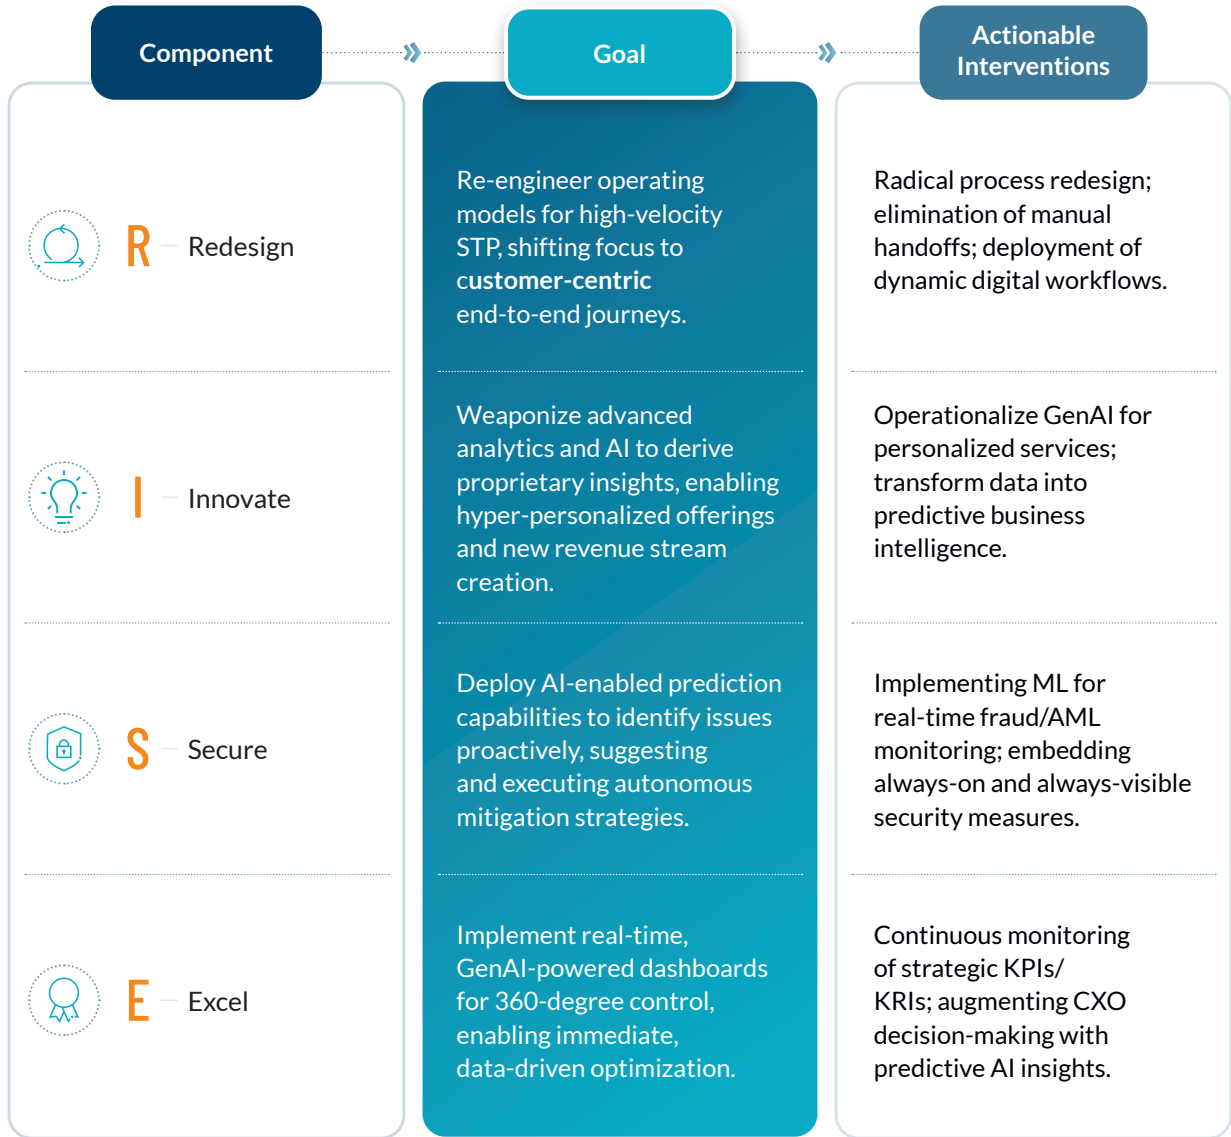 Component
Goal
Actionable
Interventions
R
Redesign
Re-engineer operating
models for high-velocity
STP, shifting focus to
customer-centric
end-to-end journeys.
Radical process redesign;
elimination of manual
handoffs; deployment of
dynamic digital workflows.
I
Innovate
Weaponize advanced
analytics and AI to derive
proprietary insights, enabling
hyper-personalized offerings
and new revenue stream
creation.
Operationalize GenAI for
personalized services;
transform data into
predictive business
intelligence.
S
Secure
Deploy AI-enabled prediction
capabilities to identify issues
proactively, suggesting
and executing autonomous
mitigation strategies.
Implementing ML for
real-time fraud/AML
monitoring; embedding
always-on and always-visible
security measures.
E
Excel
Implement real-time,
GenAI-powered dashboards
for 360-degree control,
enabling immediate,
data-driven optimization.
Continuous monitoring
of strategic KPIs/
KRIs; augmenting CXO
decision-making with
predictive AI insights.